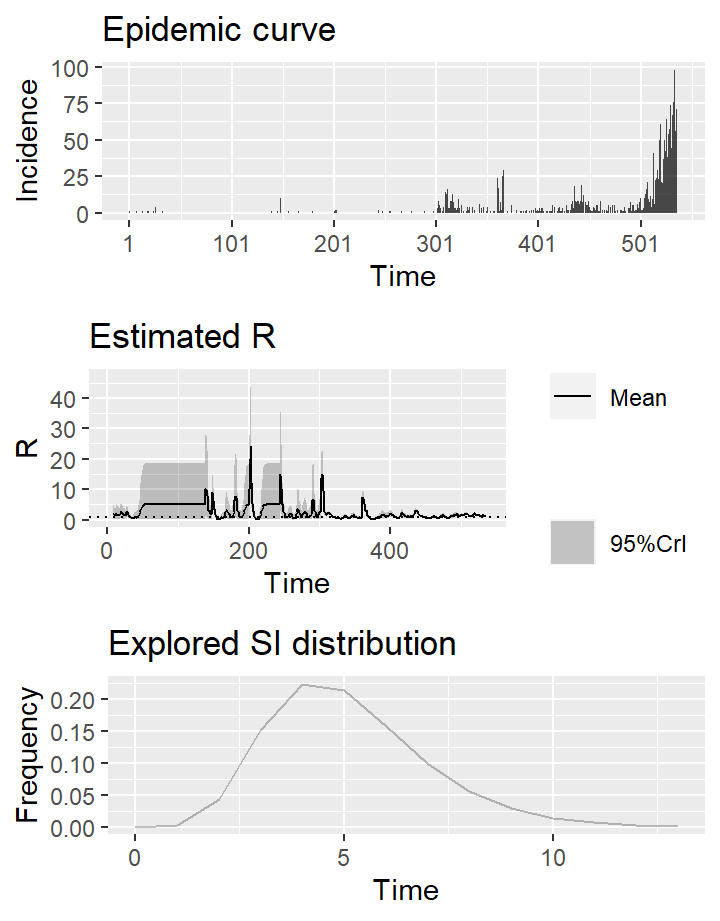 Epidemic curve
100
75
50
25
0
Incidence
1 101 201 301 401 501
Time
Estimated R
40
30
20
10
0
R
0 200 400
Time
Mean
95%CrI
Explored SI distribution
0.20
0.15
0.10
0.05
0.00
Frequency
0 5 10
Time